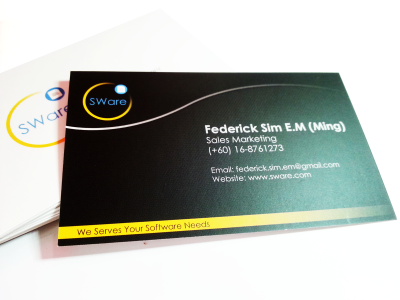 SWare
SWare
Federick Sim E.M (Ming)
Sales Marketing
(+60) 16-8761273
Email: federick.sim.em@gmail.com
Website: www.sware.com
We Serves Your Software Needs